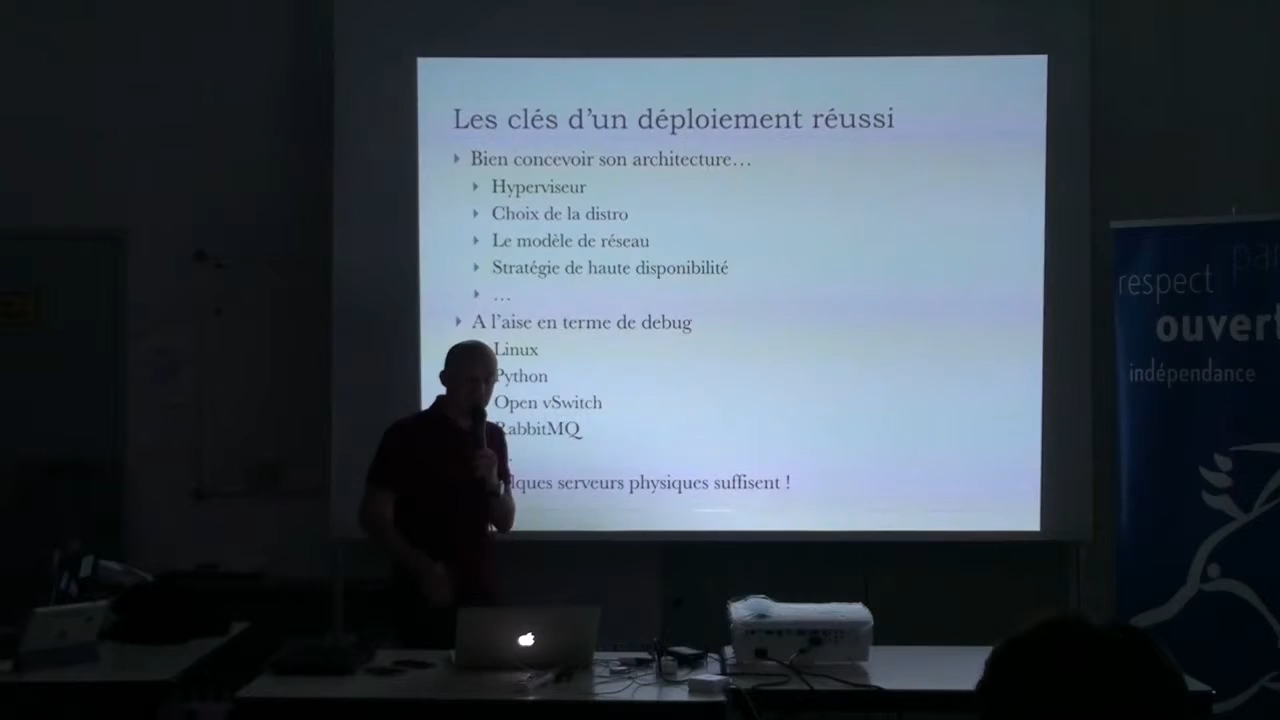 Les clés d'un déploiement réussi
Bien concevoir son architecture…
Hyperviseur
Choix de la distro
Le modèle de réseau
Stratégie de haute disponibilité
…
A l'aise en terme de debug
Linux
Python
Open vSwitch
RabbitMQ
serveurs physiques suffisent !
respect
indépendance